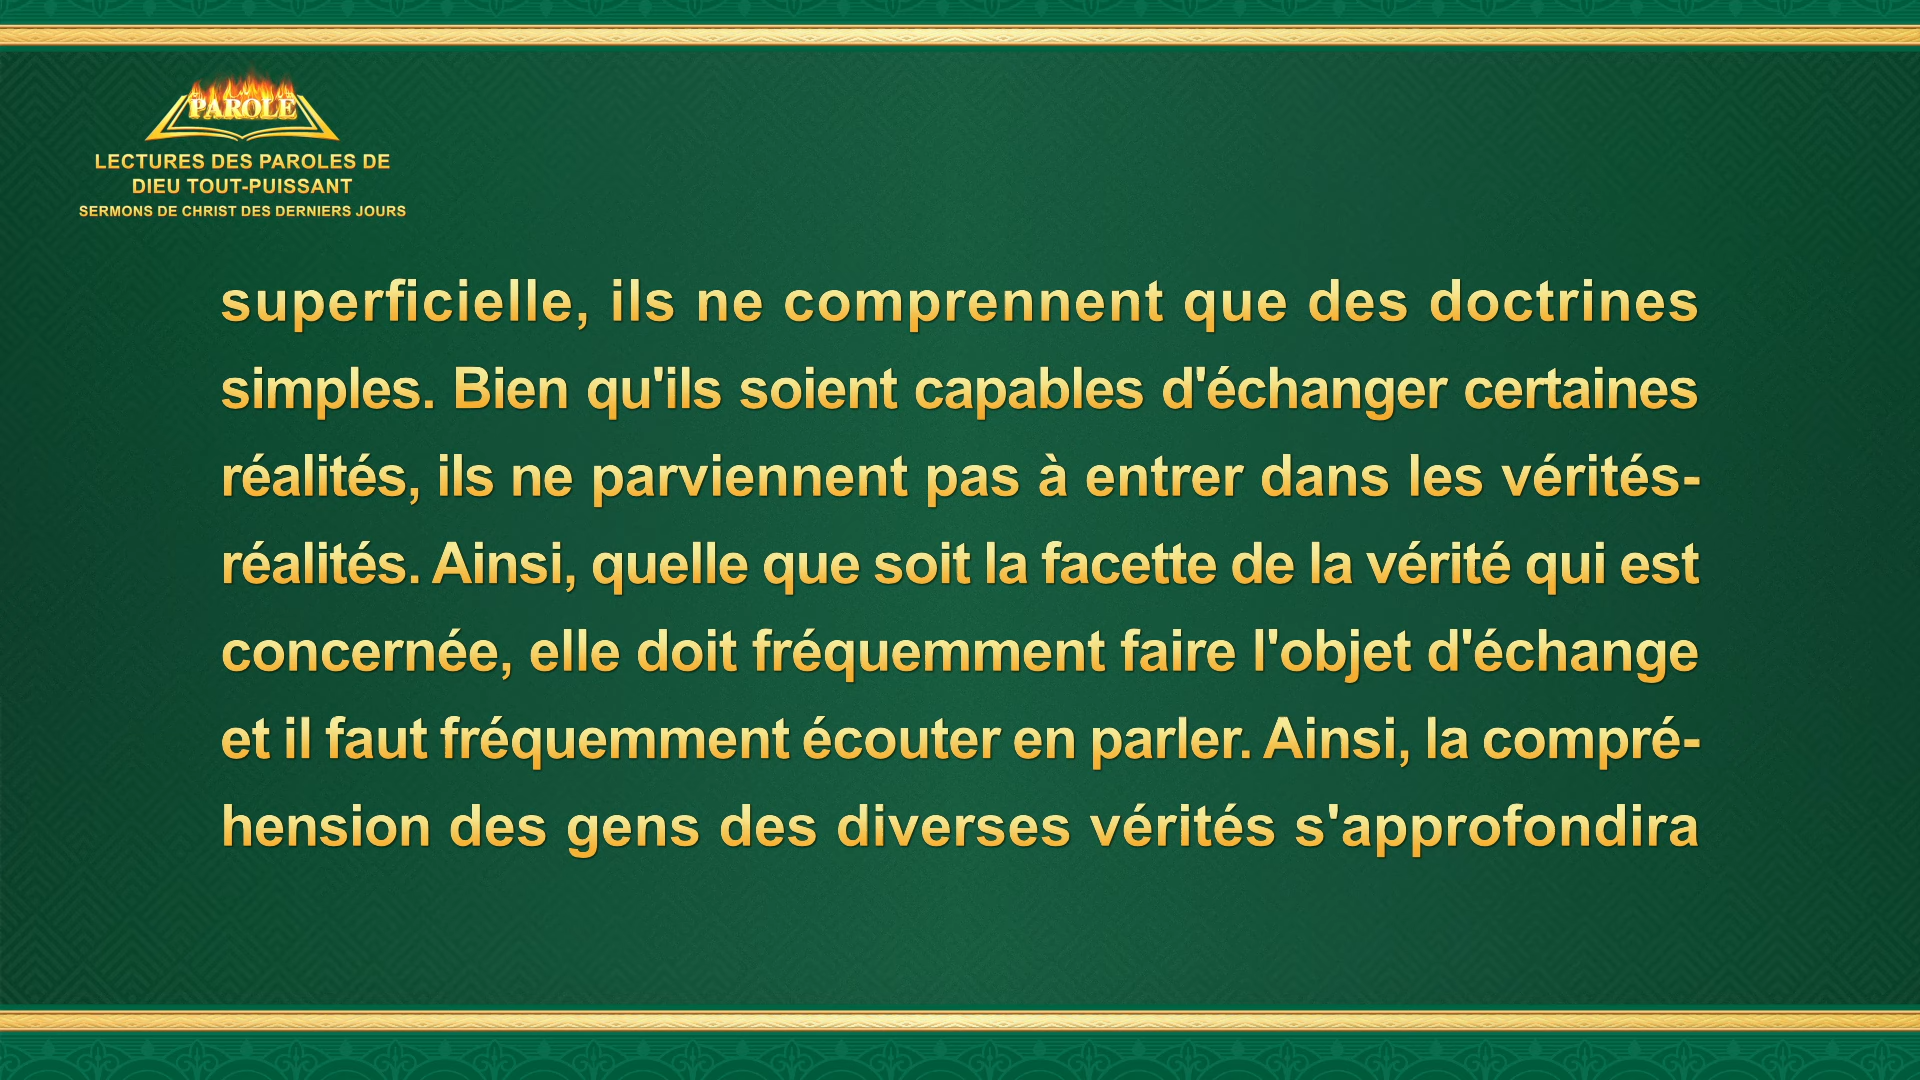 PAROLE
LECTURES DES PAROLES DE
DIEU TOUT-PUISSANT
SERMONS DE CHRIST DES DERNIERS JOURS
superficielle, ils ne comprennent que des doctrines
simples. Bien qu'ils soient capables d'échanger certaines
réalités, ils ne parviennent pas à entrer dans les vérités-
réalités. Ainsi, quelle que soit la facette de la vérité qui est
concernée, elle doit fréquemment faire l'objet d'échange
et il faut fréquemment écouter en parler. Ainsi, la compré-
hension des gens des diverses vérités s'approfondira